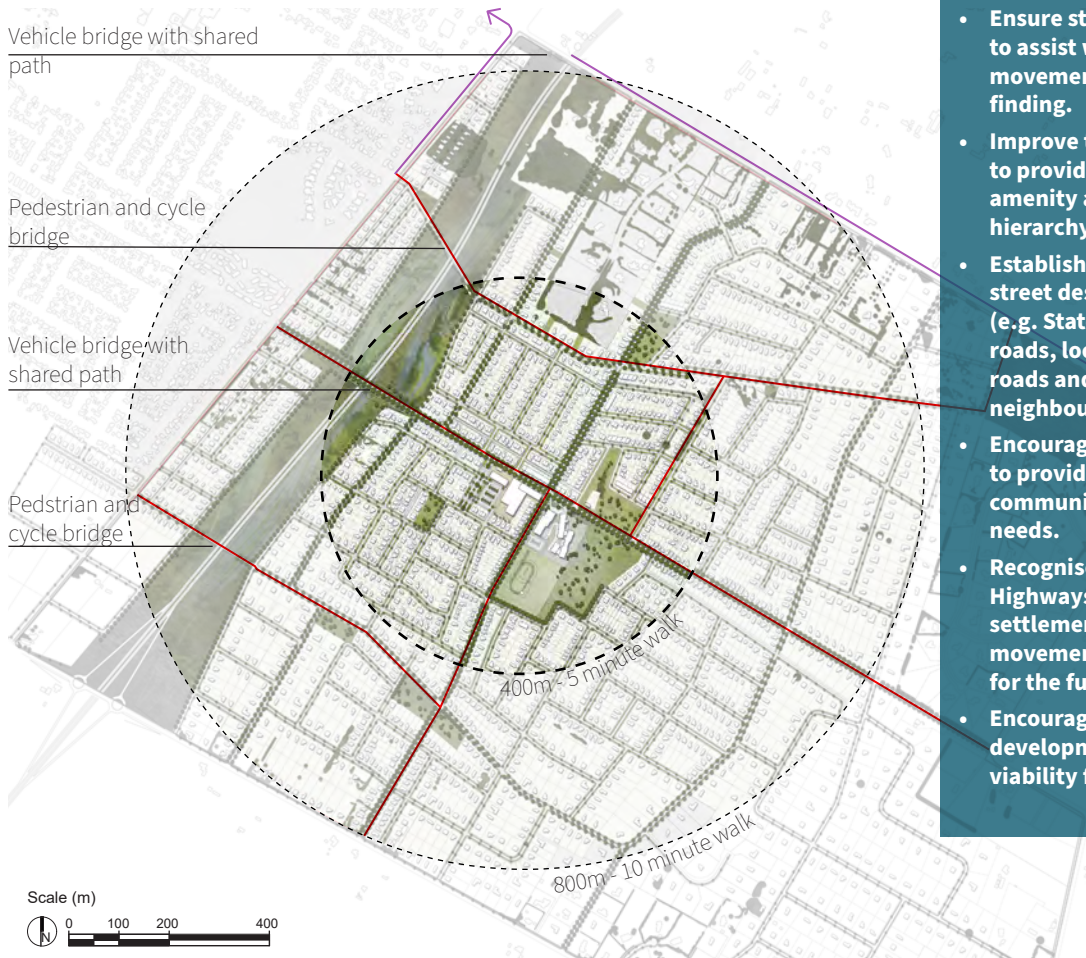 Vehicle bridge with shared
path
Pedestrian and cycle
bridge
Vehicle bridge with
shared path
Pedstrian and
cycle bridge
400m - 5 minute walk
800m - 10 minute walk
Scale (m)
N
0 100 200 400
• Ensure st
to assist
movemen
finding.
• Improve t
to provid
amenity a
hierarchy
• Establish
street des
(e.g. Stat
roads, loc
roads and
neighbou
• Encourag
to provid
communi
needs.
• Recognise
Highways
settlemen
movemen
for the fu
• Encourag
developm
viability f